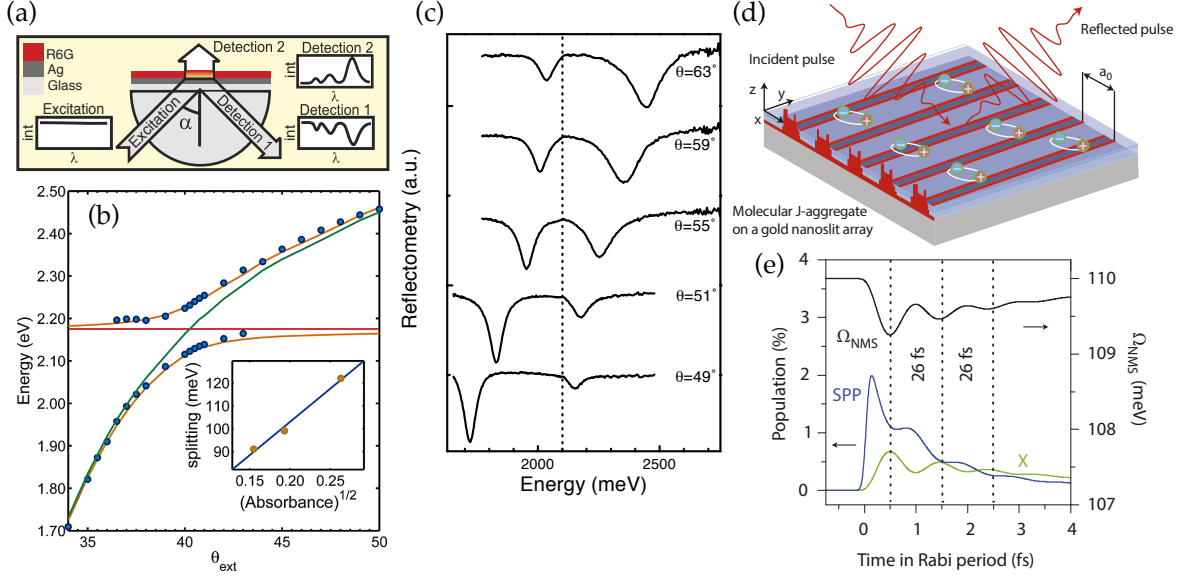 (a)
R6G
Ag
Glass
Detection 2
Detection 2
int
λ
Excitation
int
λ
Excitation
α
Detection 1
Detection 1
int
λ
(b)
2.50
2.40
2.30
2.20
2.10
2.00
1.90
1.80
1.70
Energy (eV)
35
40
45
50
θext
splitting (meV)
120
110
100
90
0.15
0.20
0.25
(Absorbance)1/2
(c)
Reflectometry (a.u.)
θ=63°
θ=59°
θ=55°
θ=51°
θ=49°
2000
2500
Energy (meV)
(d)
Incident pulse
Reflected pulse
a0
z
y
x
Molecular J-aggregate
on a gold nanoslit array
(e)
Population (%)
4
3
2
1
0
ΩNMS
SPP
X
26 fs
26 fs
110
109
108
107
ΩNMS (meV)
0
1
2
3
4
Time in Rabi period (fs)